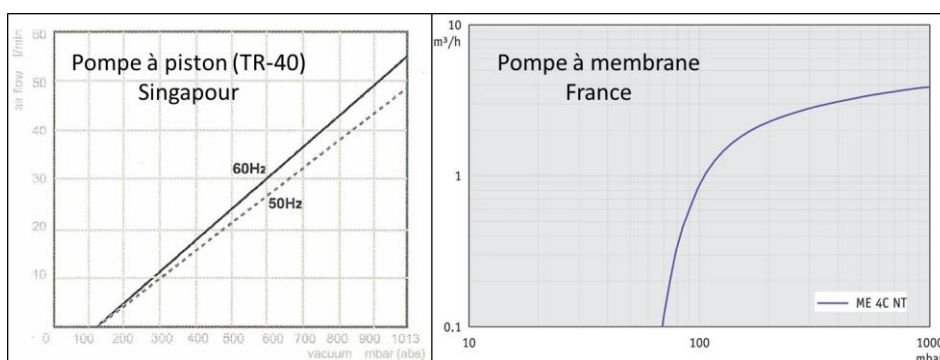 Pompe à piston (TR-40)
Singapour
air flow l/min
60
50
40
30
20
10
60Hz
50Hz
0 100 200 300 400 500 600 700 800 900 1013
vacuum mbar (abs)
Pompe à membrane
France
10
m³/h
1
0.1
ME 4C NT
10 100 1000
mbar